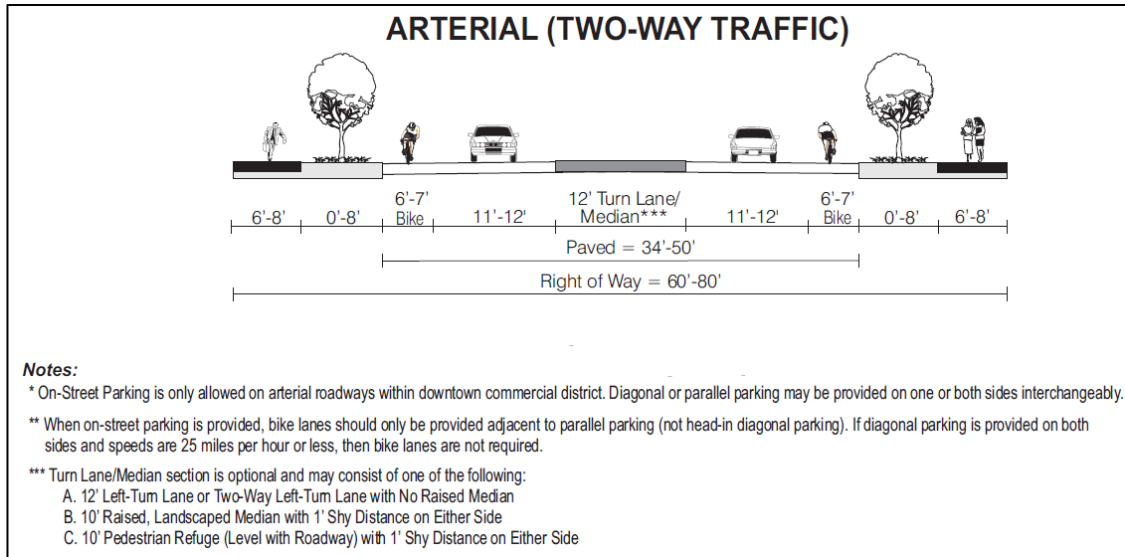 ARTERIAL (TWO-WAY TRAFFIC)
6'-8' 0'-8' 6'-7' Bike 11'-12' 12' Turn Lane/ Median*** 11'-12' 6'-7' Bike 0'-8' 6'-8'
Paved = 34'-50'
Right of Way = 60'-80'
Notes:
* On-Street Parking is only allowed on arterial roadways within downtown commercial district. Diagonal or parallel parking may be provided on one or both sides interchangeably.
** When on-street parking is provided, bike lanes should only be provided adjacent to parallel parking (not head-in diagonal parking). If diagonal parking is provided on both
sides and speeds are 25 miles per hour or less, then bike lanes are not required.
*** Turn Lane/Median section is optional and may consist of one of the following:
A. 12' Left-Turn Lane or Two-Way Left-Turn Lane with No Raised Median
B. 10' Raised, Landscaped Median with 1' Shy Distance on Either Side
C. 10' Pedestrian Refuge (Level with Roadway) with 1' Shy Distance on Either Side